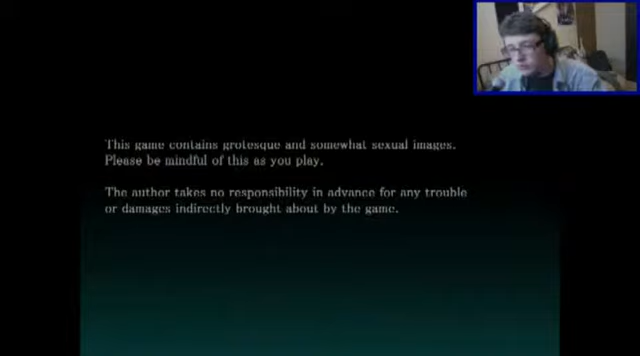 This game contains grotesque and somewhat sexual images.
Please be mindful of this as you play.
The author takes no responsibility in advance for any trouble
or damages indirectly brought about by the game.